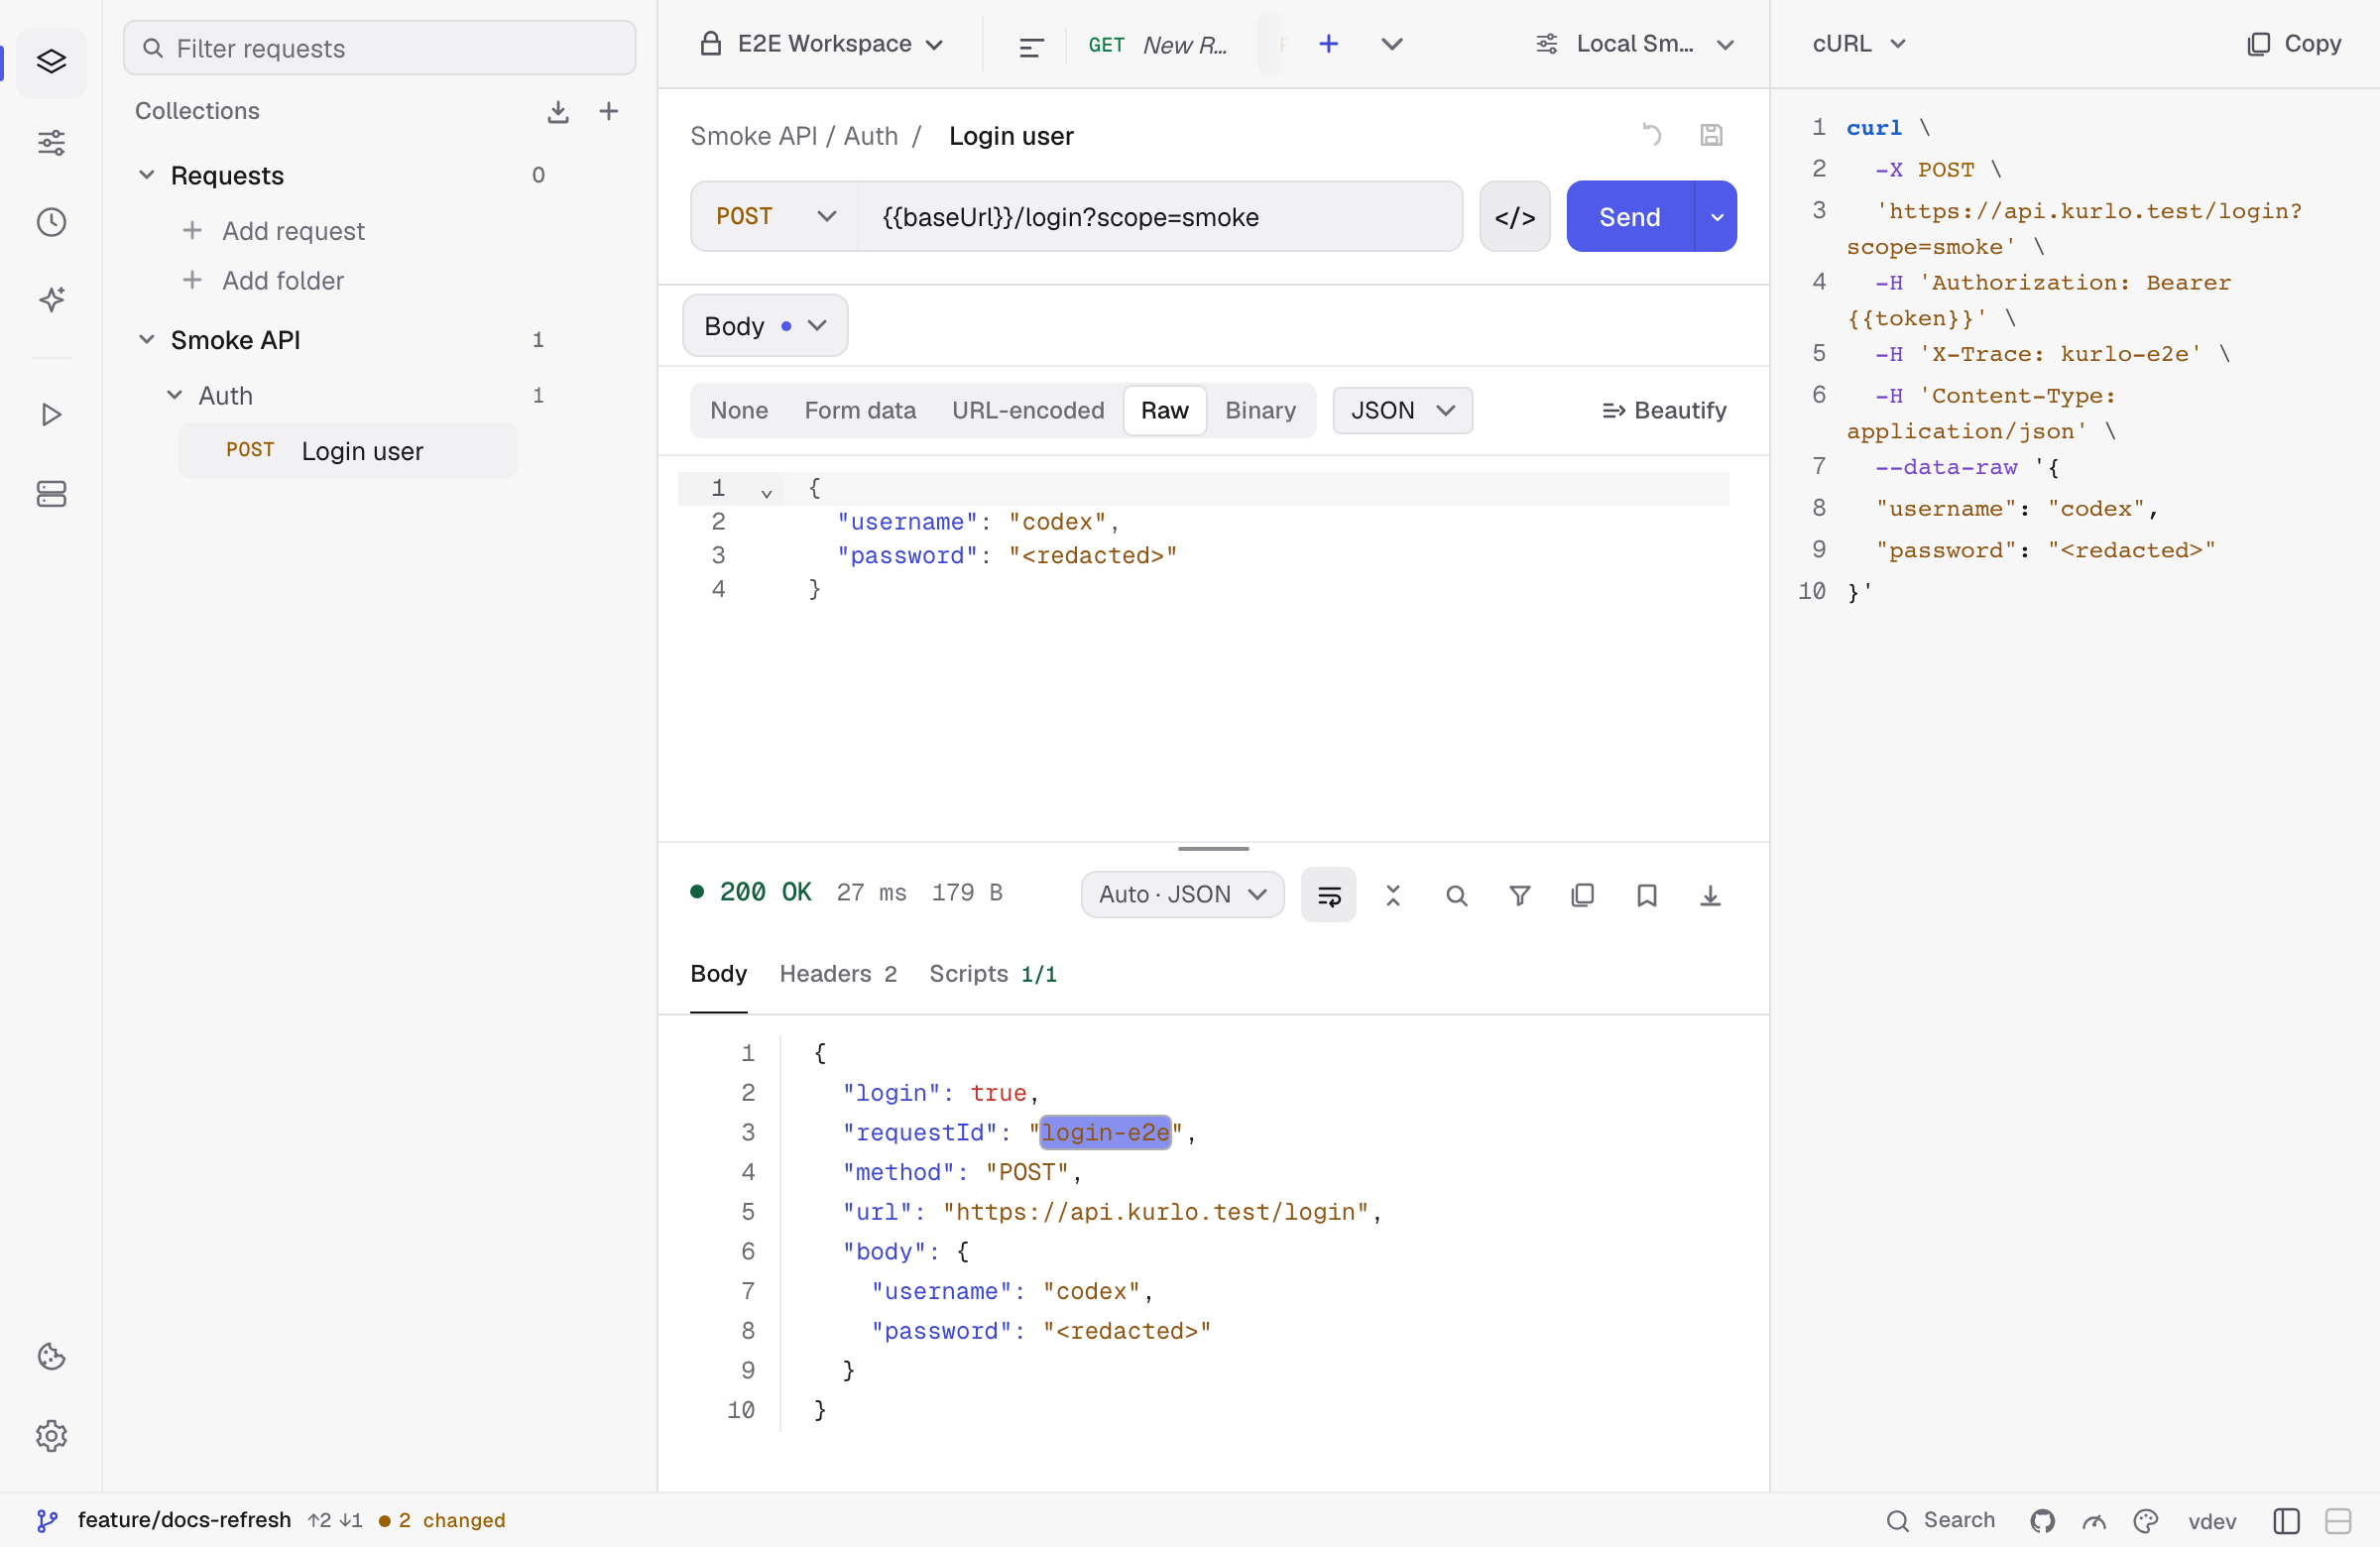 Filter requests
Collections
Requests 0
Add request
Add folder
Smoke API 1
Auth 1
POST Login user
E2E Workspace
GET New R...
Local Sm...
Smoke API / Auth / Login user
POST {{baseUrl}}/login?scope=smoke
</>
Send
Body
None Form data URL-encoded Raw Binary JSON Beautify
1 {
2 "username": "codex",
3 "password": "<redacted>"
4 }
200 OK 27 ms 179 B
Auto · JSON
Body Headers 2 Scripts 1/1
1 {
2 "login": true,
3 "requestId": "login-e2e",
4 "method": "POST",
5 "url": "https://api.kurlo.test/login",
6 "body": {
7 "username": "codex",
8 "password": "<redacted>"
9 }
10 }
cURL
Copy
1 curl \
2 -X POST \
3 'https://api.kurlo.test/login?
scope=smoke' \
4 -H 'Authorization: Bearer
{{token}}' \
5 -H 'X-Trace: kurlo-e2e' \
6 -H 'Content-Type:
application/json' \
7 --data-raw '{
8 "username": "codex",
9 "password": "<redacted>"
10 }'
feature/docs-refresh ↑2 ↓1 2 changed
Search
vdev